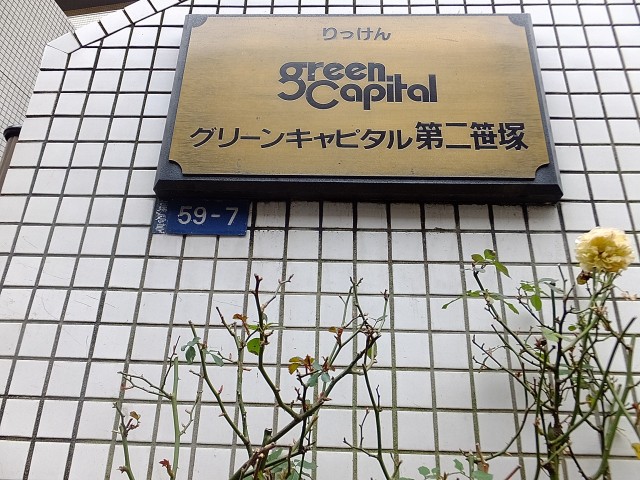 りっけん
green
Capital
グリーンキャピタル第二笹塚
59-7